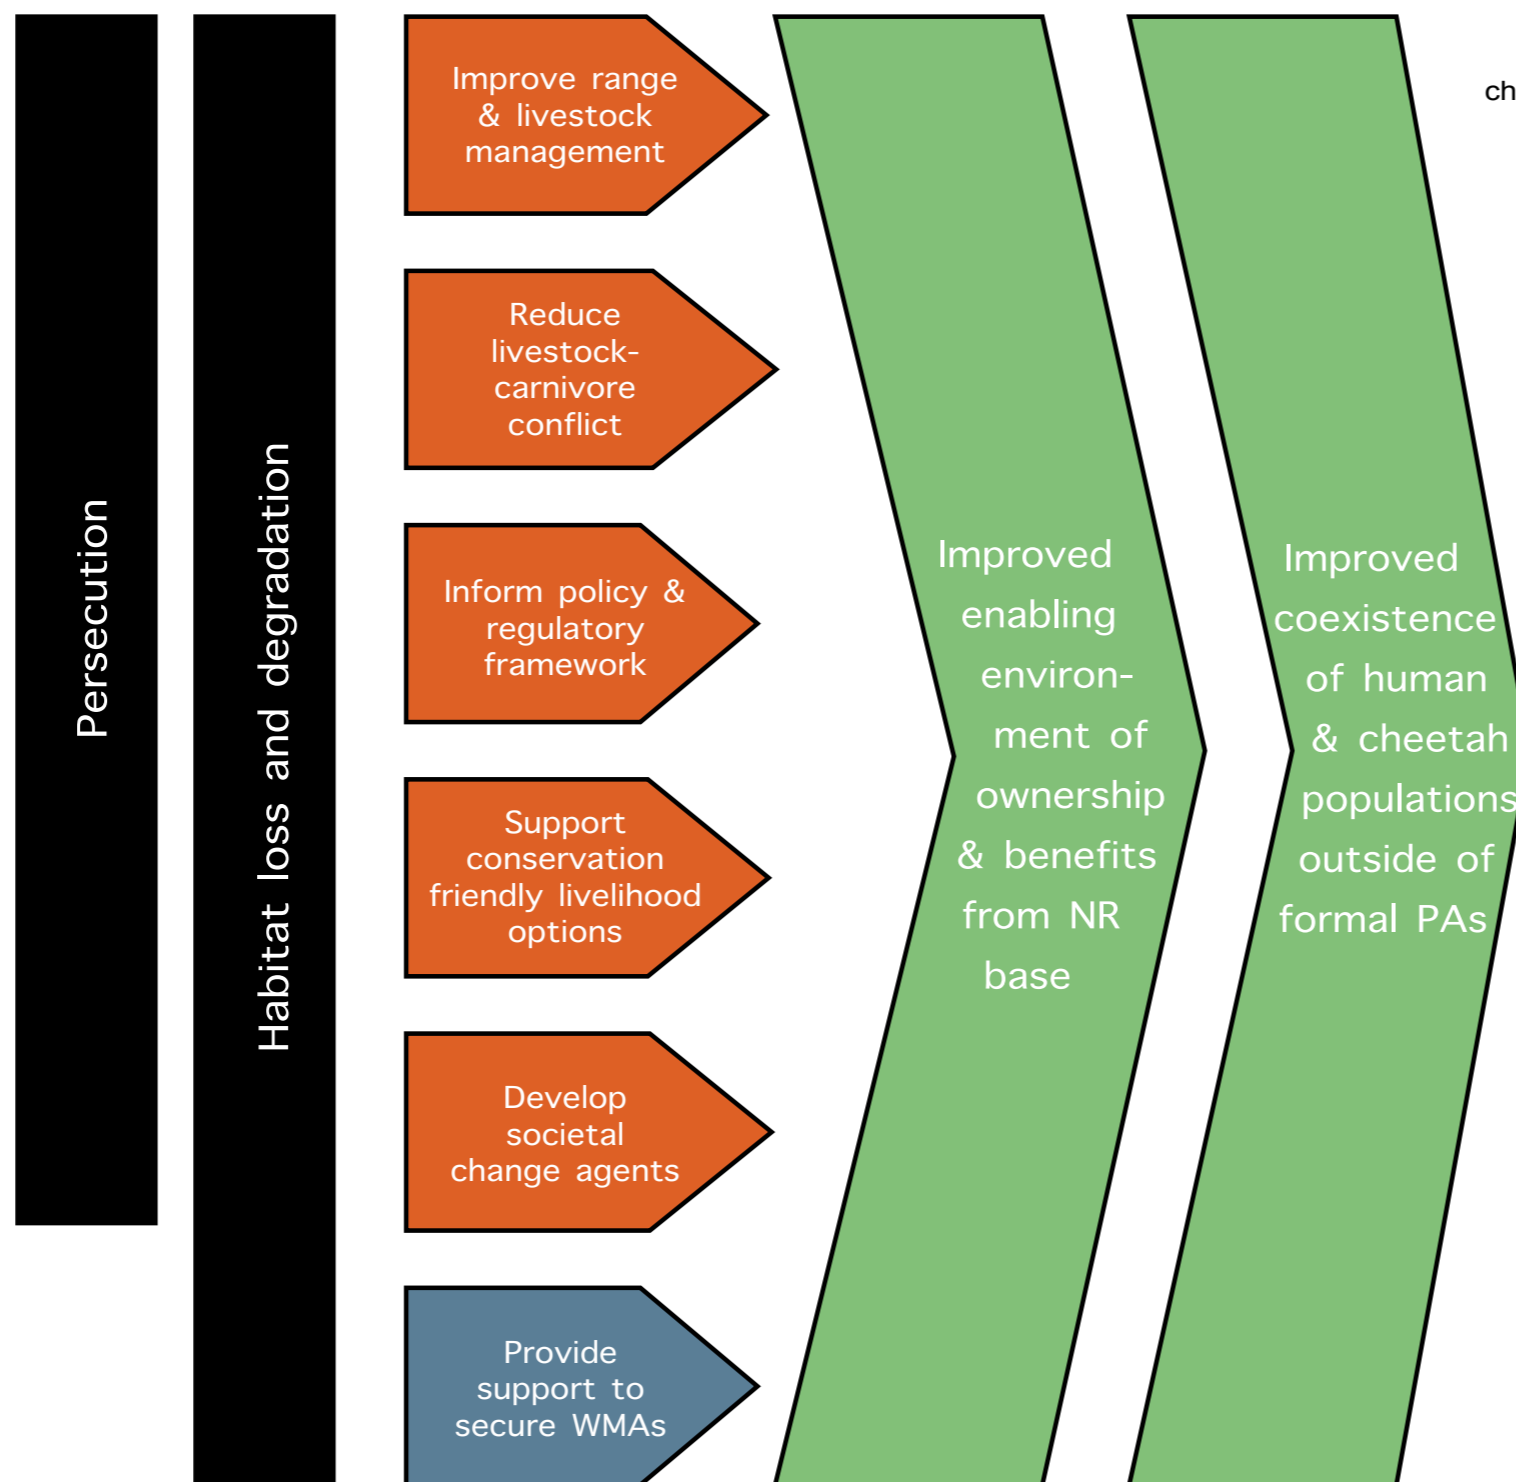 Persecution
Habitat loss and degradation
Improve range
& livestock
management
Reduce
livestock-
carnivore
conflict
Inform policy &
regulatory
framework
Support
conservation
friendly livelihood
options
Develop
societal
change agents
Provide
support to
secure WMAs
Improved
enabling
environ-
ment of
ownership
& benefits
from NR
base
Improved
coexistence
of human
& cheetah
populations
outside of
formal PAs
ch